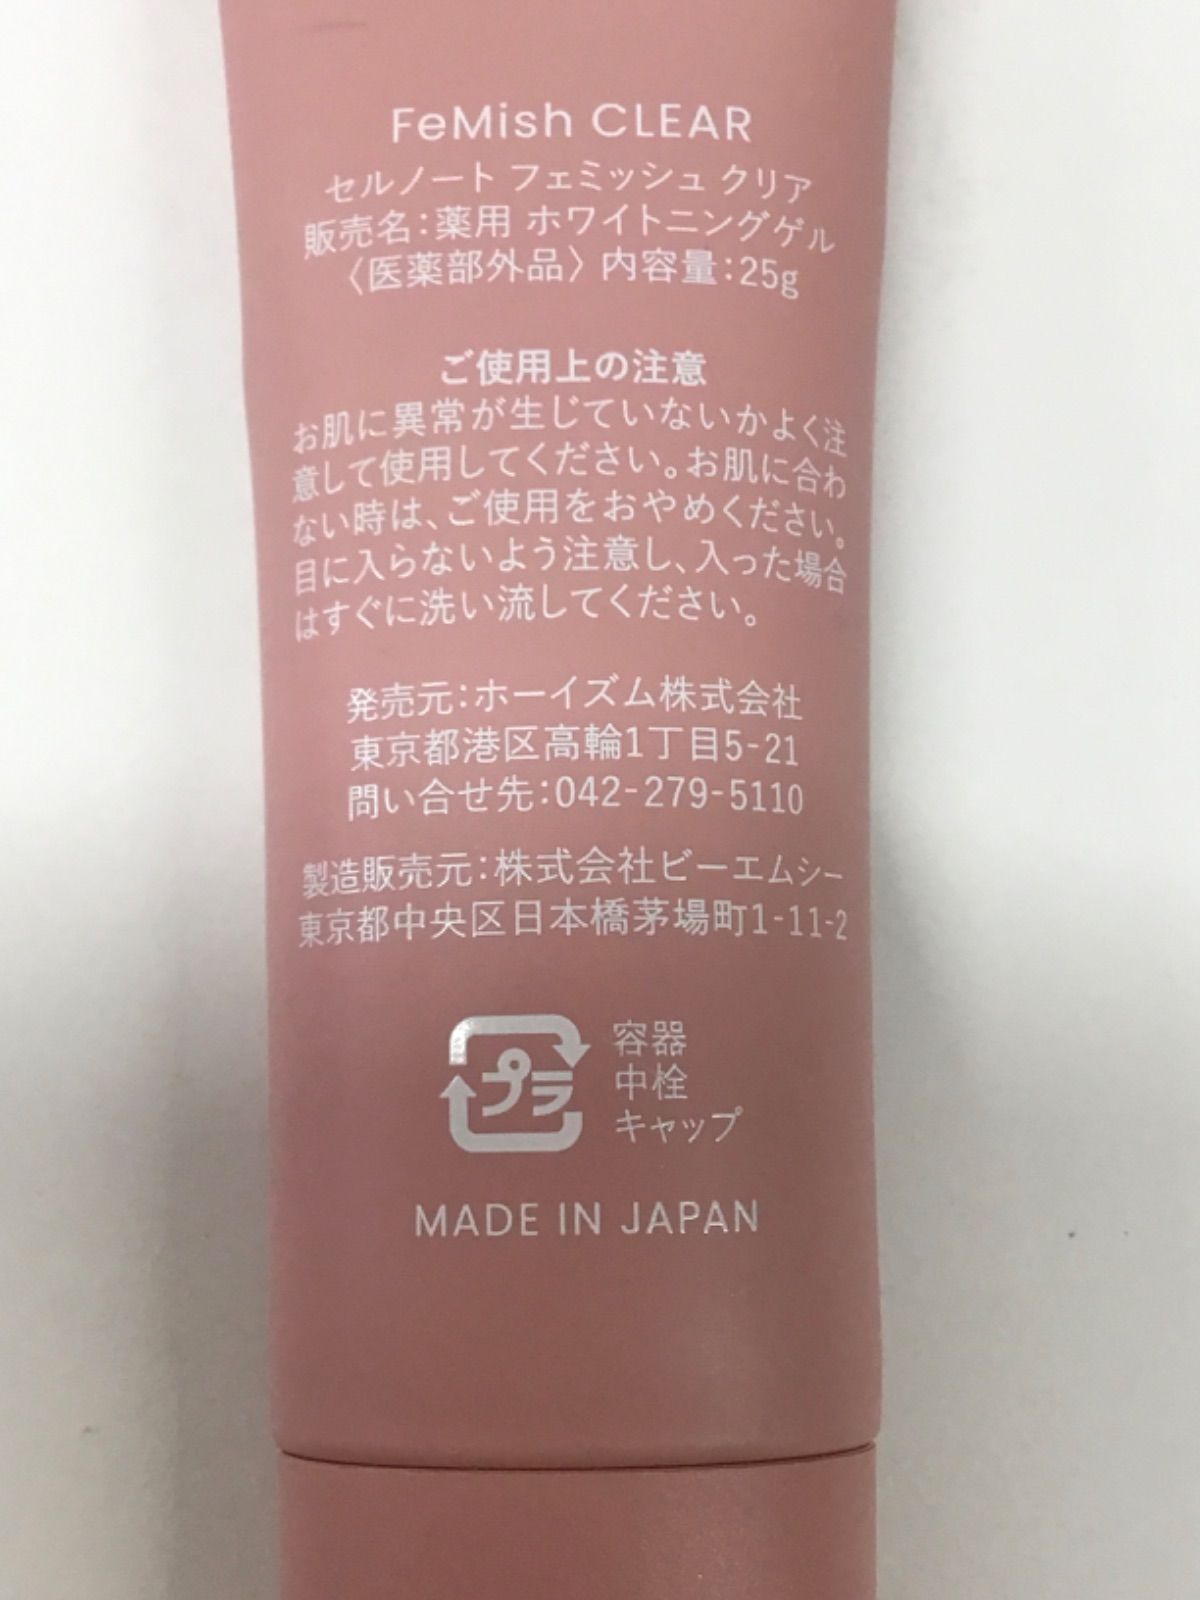 FeMish CLEAR
セルノート フェミッシュ クリア
販売名：薬用 ホワイトニングゲル
〈医薬部外品〉内容量：25g
ご使用上の注意
お肌に異常が生じていないかよく注
意して使用してください。お肌に合わ
ない時は、ご使用をおやめください。
目に入らないよう注意し、入った場合
はすぐに洗い流してください。
発売元：ホーイズム株式会社
東京都港区高輪1丁目5-21
問い合せ先：042-279-5110
製造販売元：株式会社ビーエムシー
東京都中央区日本橋茅場町1-11-2
プラ
容器
中栓
キャップ
MADE IN JAPAN